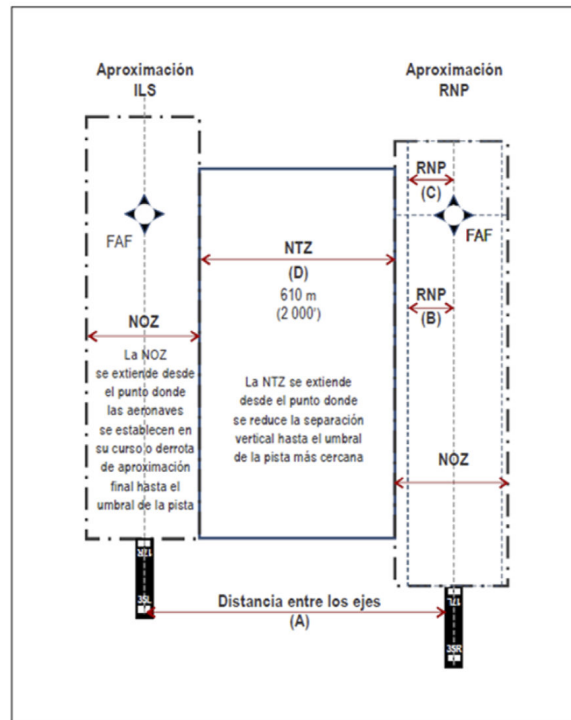 Aproximación
ILS
Aproximación
RNP
RNP
(C)
FAF
FAF
NTZ
(D)
610 m
(2 000')
RNP
(B)
NOZ
La NOZ
se extiende desde
el punto donde
las aeronaves
se establecen en
su curso o derrota
de aproximación
final hasta el
umbral de la pista
La NTZ se extiende
desde el punto donde
se reduce la separación
vertical hasta el umbral
de la pista más cercana
NOZ
17R
35L
Distancia entre los ejes
(A)
17L
35R